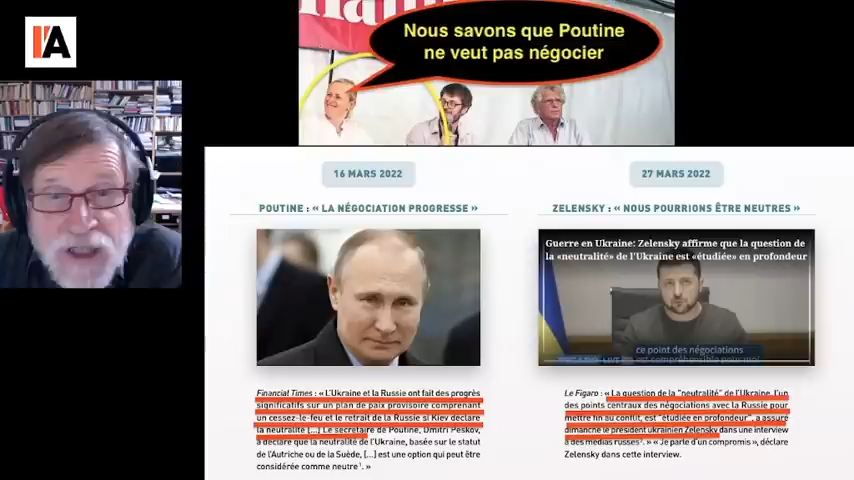 I'A
Nous savons que Poutine
ne veut pas négocier
16 MARS 2022
POUTINE : « LA NÉGOCIATION PROGRESSE »
Financial Times : « L'Ukraine et la Russie ont fait des progrès
significatifs sur un plan de paix provisoire comprenant
un cessez-le-feu et le retrait de la Russie si Kiev déclare
la neutralité [...] Le secrétaire de Poutine, Dmitri Peskov,
a déclaré que la neutralité de l'Ukraine, basée sur le statut
de l'Autriche ou de la Suède, [...] est une option qui peut être
considérée comme neutre¹. »
27 MARS 2022
ZELENSKY : « NOUS POURRIONS ÊTRE NEUTRES »
Guerre en Ukraine: Zelensky affirme que la question de
la «neutralité» de l'Ukraine est «étudiée» en profondeur
ce point des négociations
est compréhensible pour moi
Le Figaro : « La question de la "neutralité" de l'Ukraine, l'un
des points centraux des négociations avec la Russie pour
mettre fin au conflit, est "étudiée en profondeur", a assuré
dimanche le président ukrainien Zelensky dans une interview
à des médias russes². » « Je parle d'un compromis », déclare
Zelensky dans cette interview.